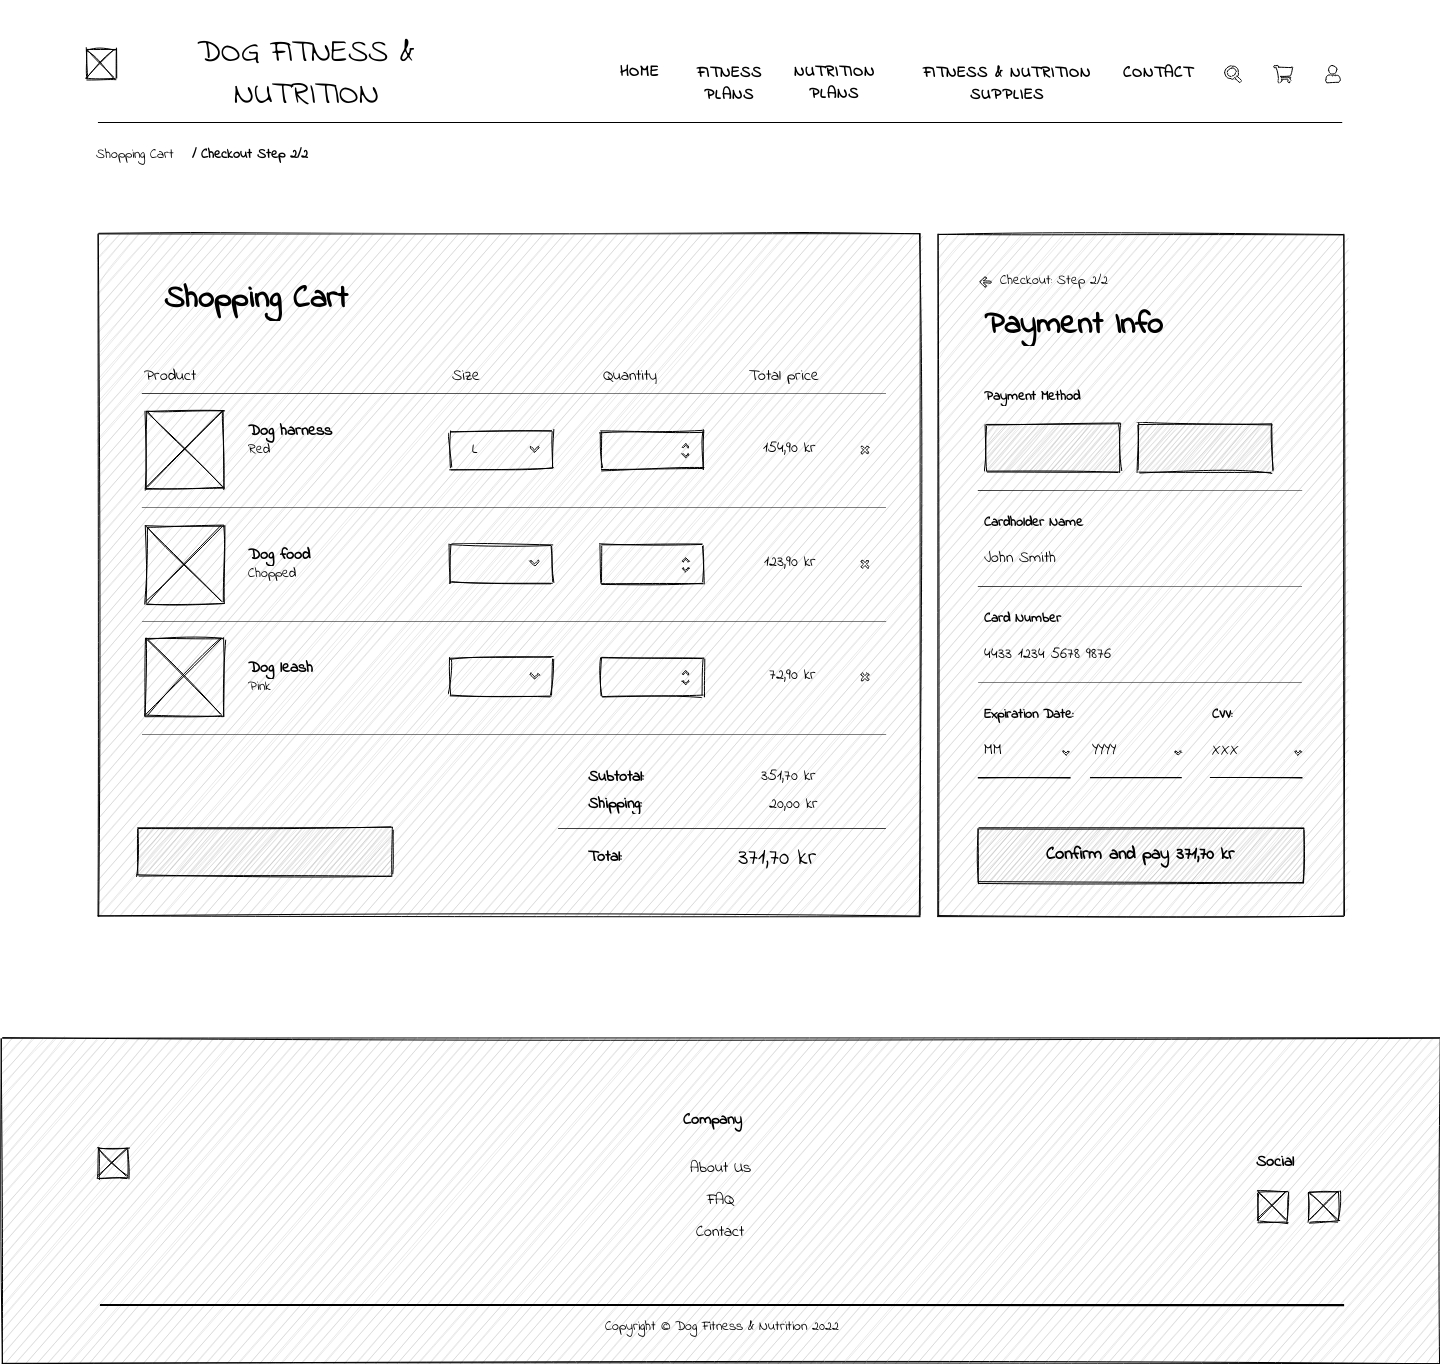 DOG FITNESS &
NUTRITION
HOME
FITNESS
PLANS
NUTRITION
PLANS
FITNESS & NUTRITION
SUPPLIES
CONTACT
Shopping Cart / Checkout Step 2/2
Shopping Cart
Product Size Quantity Total price
Dog harness
Red
L
154,90 kr
Dog food
Chopped
123,90 kr
Dog leash
Pink
72,90 kr
Subtotal: 351,70 kr
Shipping: 20,00 kr
Total: 371,70 kr
Checkout: Step 2/2
Payment Info
Payment Method
Cardholder Name
John Smith
Card Number
4433 1234 5678 9876
Expiration Date: CVV:
MM YYYY XXX
Confirm and pay 371,70 kr
Company
About Us
FAQ
Contact
Social
Copyright © Dog Fitness & Nutrition 2022